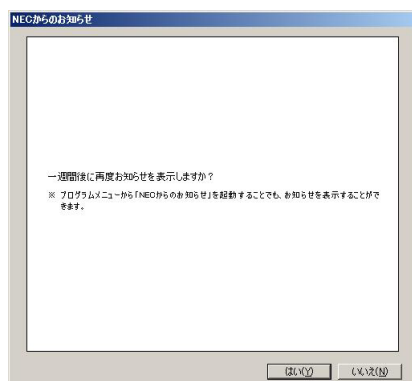 NECからのお知らせ
一週間後に再度お知らせを表示しますか？
※ プログラムメニューから「NECからのお知らせ」を起動することでも、お知らせを表示することがで
きます。
はい(Y) いいえ(N)